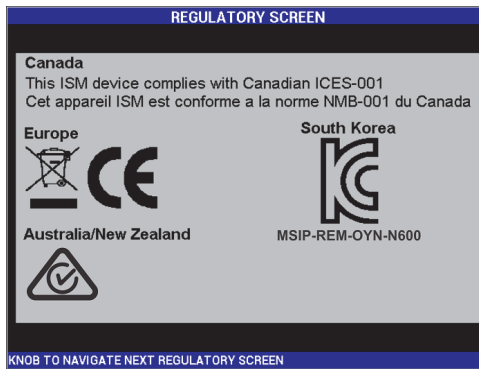 REGULATORY SCREEN
Canada
This ISM device complies with Canadian ICES-001
Cet appareil ISM est conforme a la norme NMB-001 du Canada
Europe
CE
South Korea
KC
MSIP-REM-OYN-N600
Australia/New Zealand
KNOB TO NAVIGATE NEXT REGULATORY SCREEN